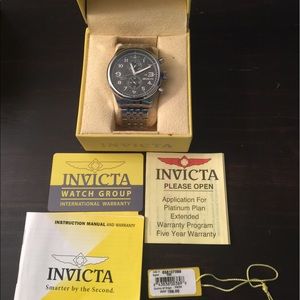 INVICTA
WATCH GROUP
INTERNATIONAL WARRANTY
INVICTA
PLEASE OPEN
Application For
Platinum Plan
Extended
Warranty Program
Five Year Warranty
INSTRUCTION MANUAL AND WARRANTY
INVICTA
Smarter by the Second.